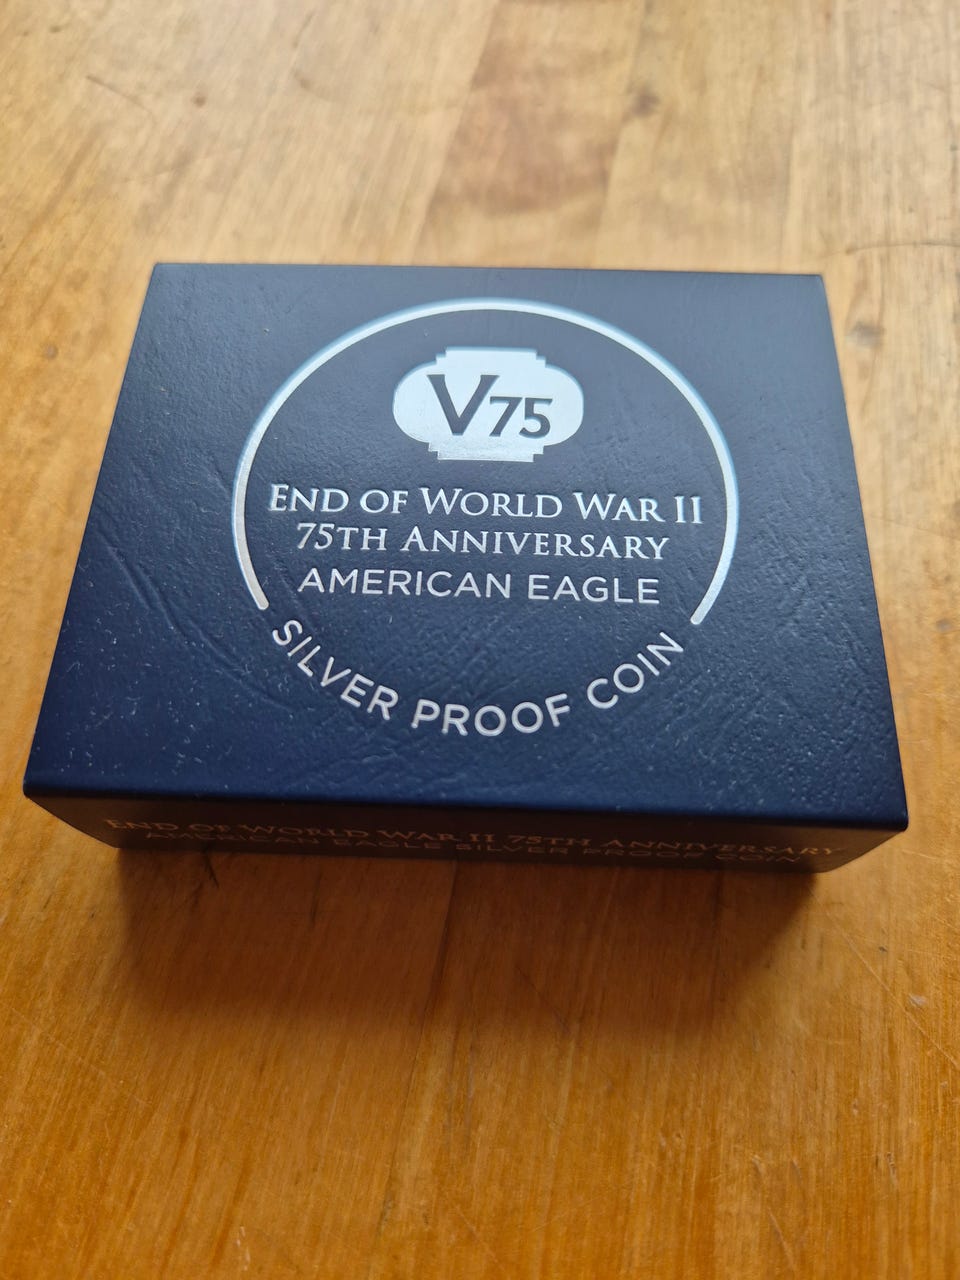 V75
END OF WORLD WAR II
75TH ANNIVERSARY
AMERICAN EAGLE
SILVER PROOF COIN
END OF WORLD WAR II 75TH ANNIVERSARY
AMERICAN EAGLE SILVER PROOF COIN